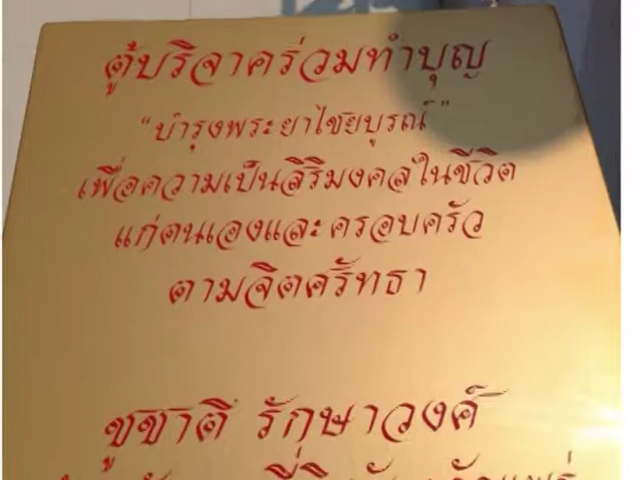 ตู้บริจาคร่วมทำบุญ
"บำรุงพระยาไชยบูรณ์"
เพื่อความเป็นสิริมงคลในชีวิต
แก่ตนเองและครอบครัว
ตามจิตศรัทธา
ชูชาติ รักษาวงศ์